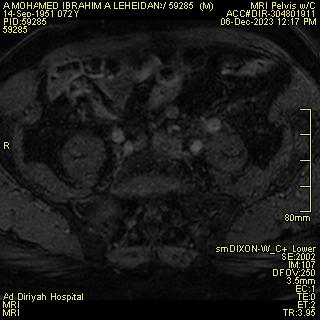 A MOHAMED IBRAHIM A LEHEIDAN:/ 59285 (M)
14-Sep-1951 072Y
PID:59285
59285
MRI Pelvis w/C
ACC#DIR-304801911
06-Dec-2023 12:17 PM
R
80mm
smDIXON-W_C+ Lower
SE:2002
IM:107
DFOV:250
3.5mm
EC:1
TE:0
ET:2
TR:3.95
Ad Diriyah Hospital
MRI
MRI